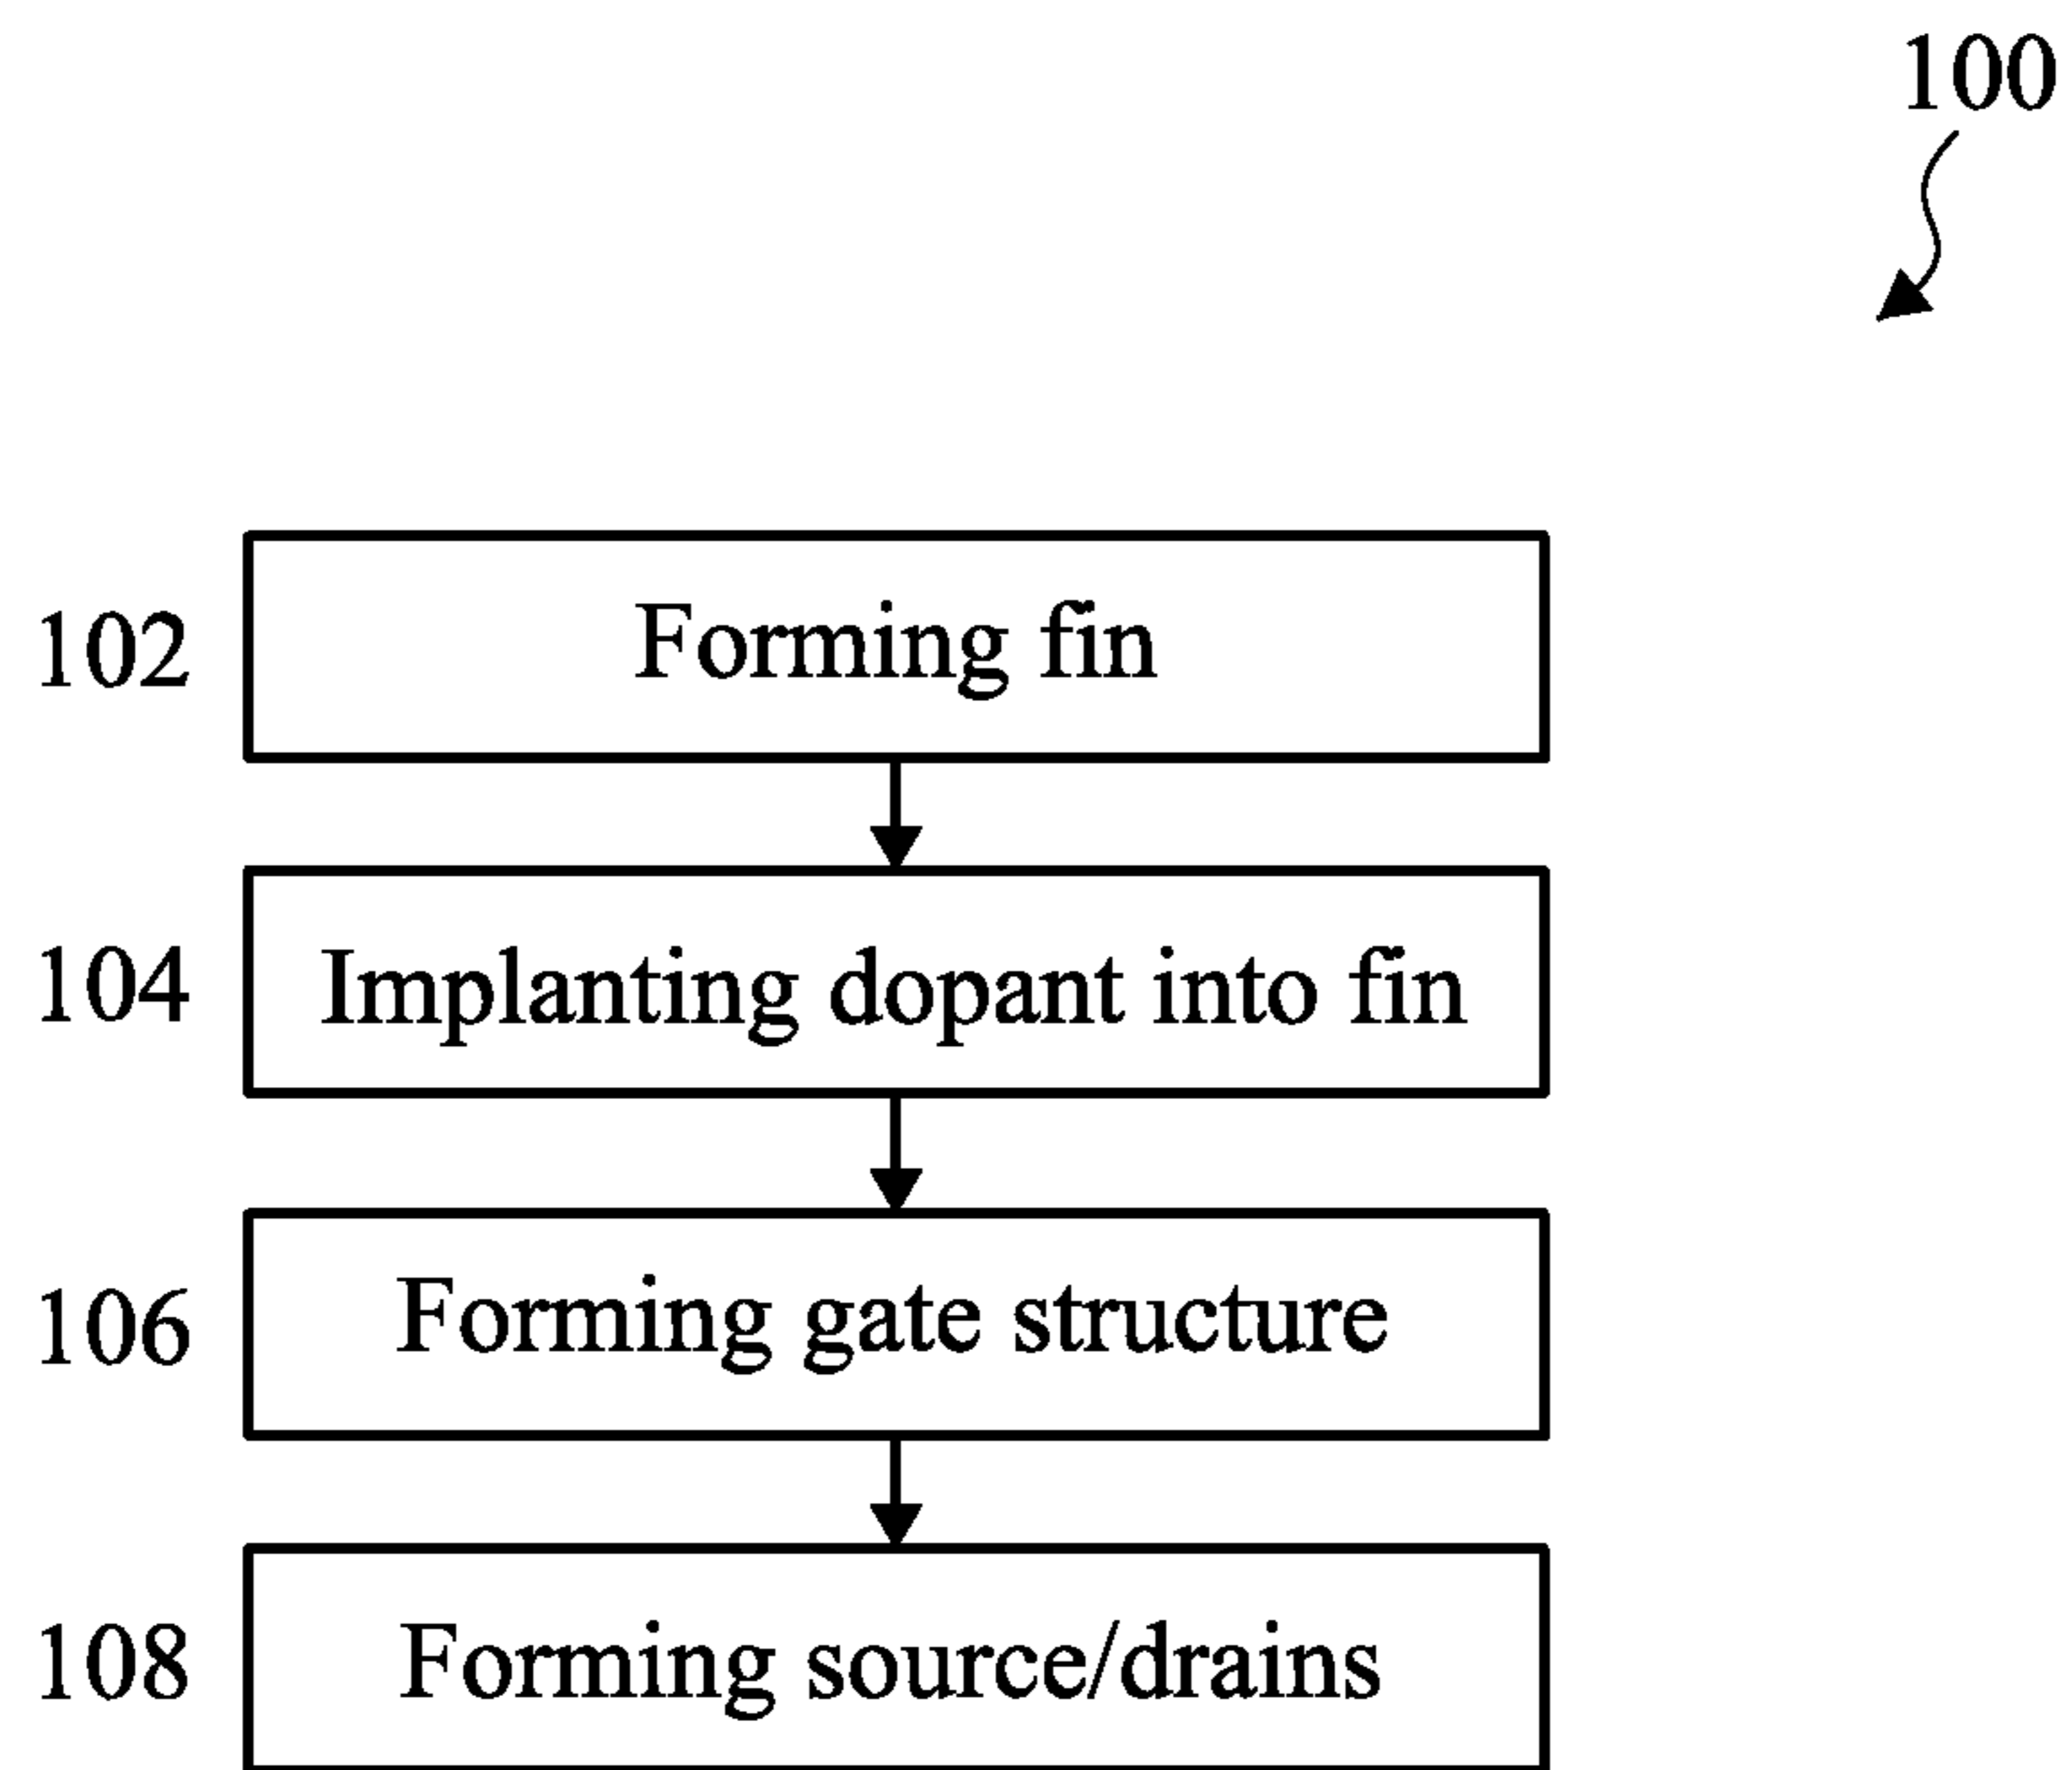 100
102 Forming fin
104 Implanting dopant into fin
106 Forming gate structure
108 Forming source/drains